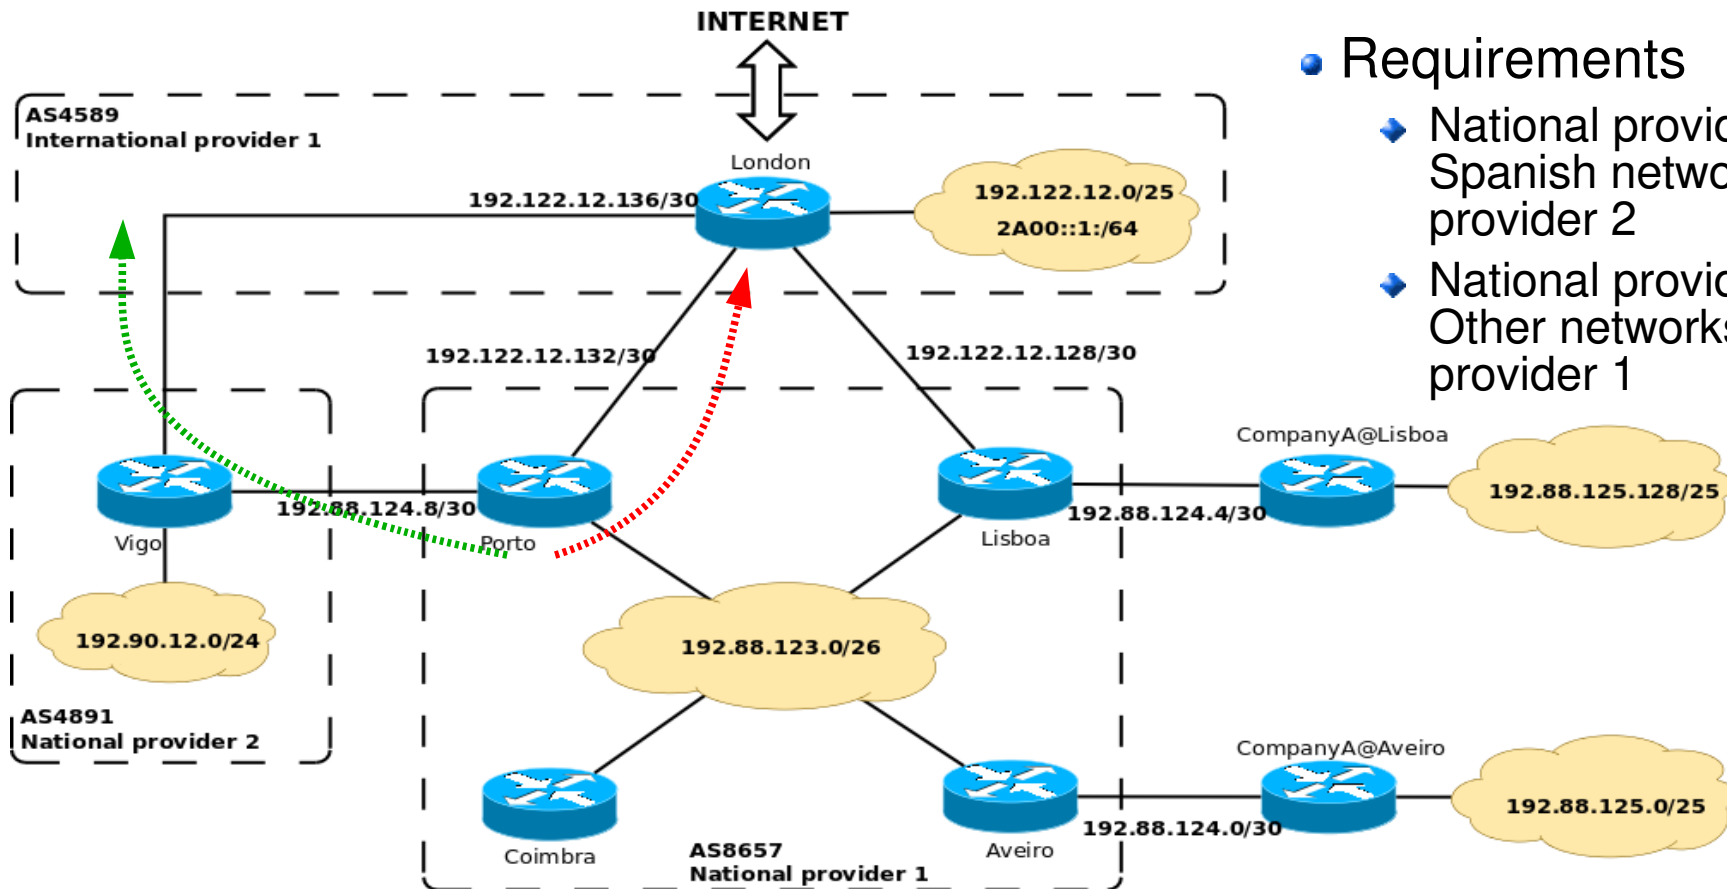 INTERNET
AS4589
International provider 1
London
192.122.12.136/30
192.122.12.0/25
2A00::1:/64
192.122.12.132/30
192.122.12.128/30
Requirements
National
Spanish
provider 2
National
Other networks
provider 1
CompanyA@Lisboa
192.88.124.8/30
192.88.124.4/30
192.88.125.128/25
Vigo
Porto
Lisboa
192.90.12.0/24
192.88.123.0/26
AS4891
National provider 2
CompanyA@Aveiro
192.88.125.0/25
192.88.124.0/30
Coimbra
AS8657
National provider 1
Aveiro